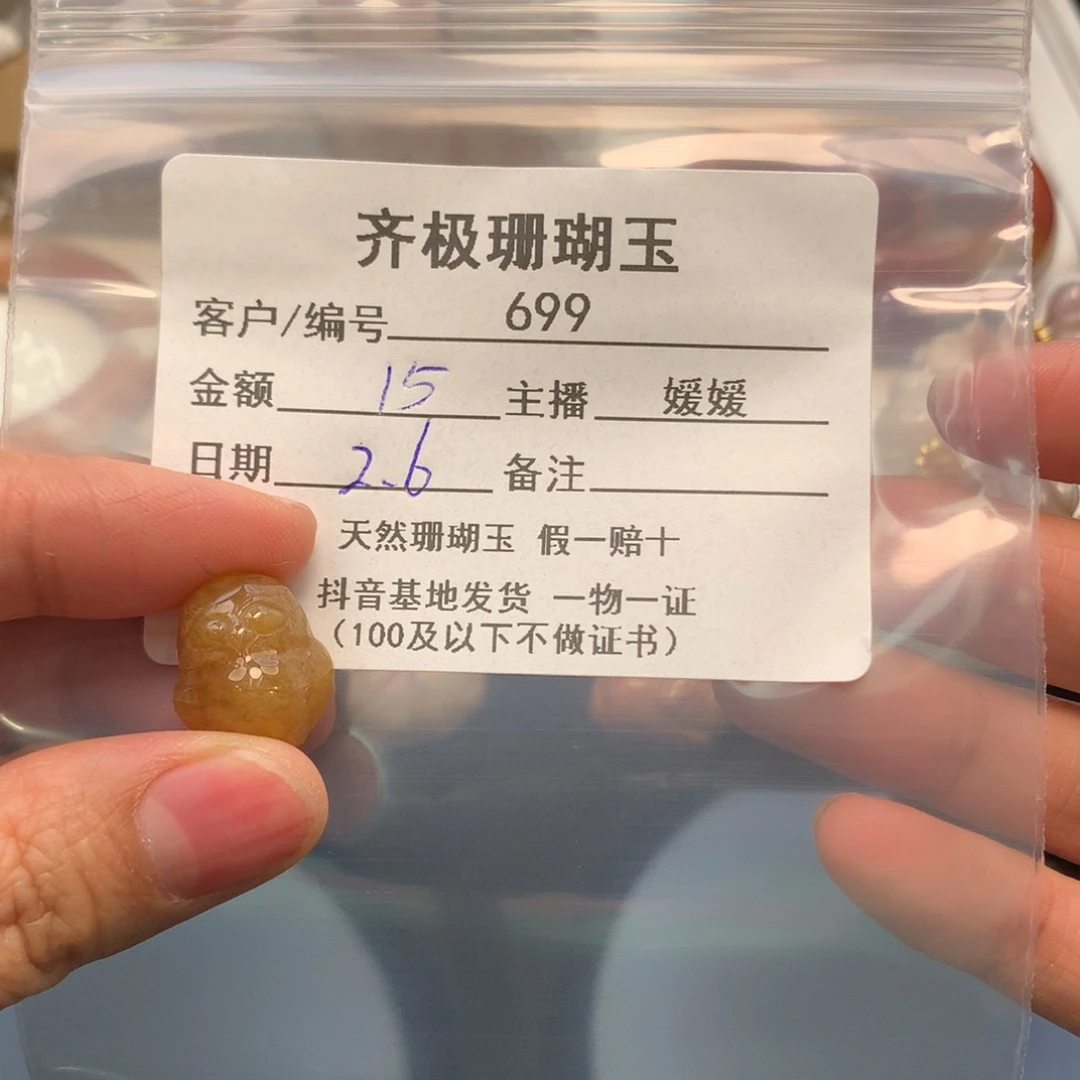 齐极珊瑚玉
客户/编号 699
金额 15 主播 媛媛
日期 2.6 备注
天然珊瑚玉 假一赔十
抖音基地发货 一物一证
（100及以下不做证书）